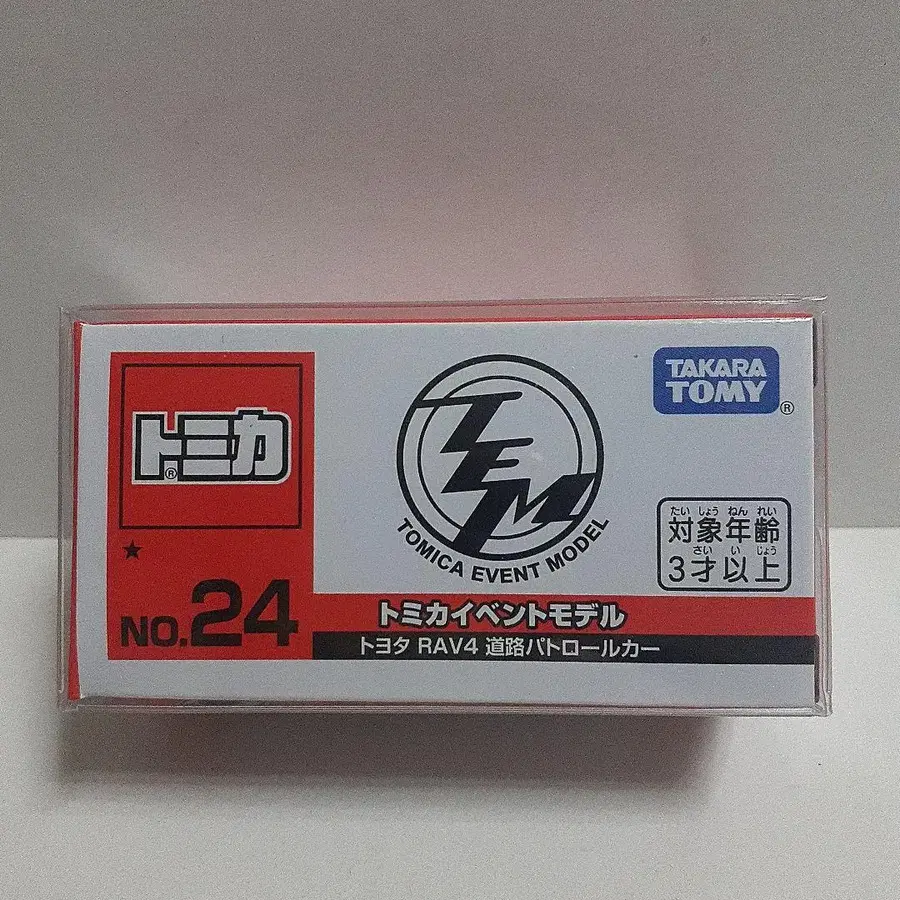 トミカ®
★
NO.24
TEM
TOMICA EVENT MODEL
TAKARA
TOMY®
たい しょう ねん れい
対象年齢
さい い じょう
3才以上
トミカイベントモデル
トヨタ RAV4 道路パトロールカー